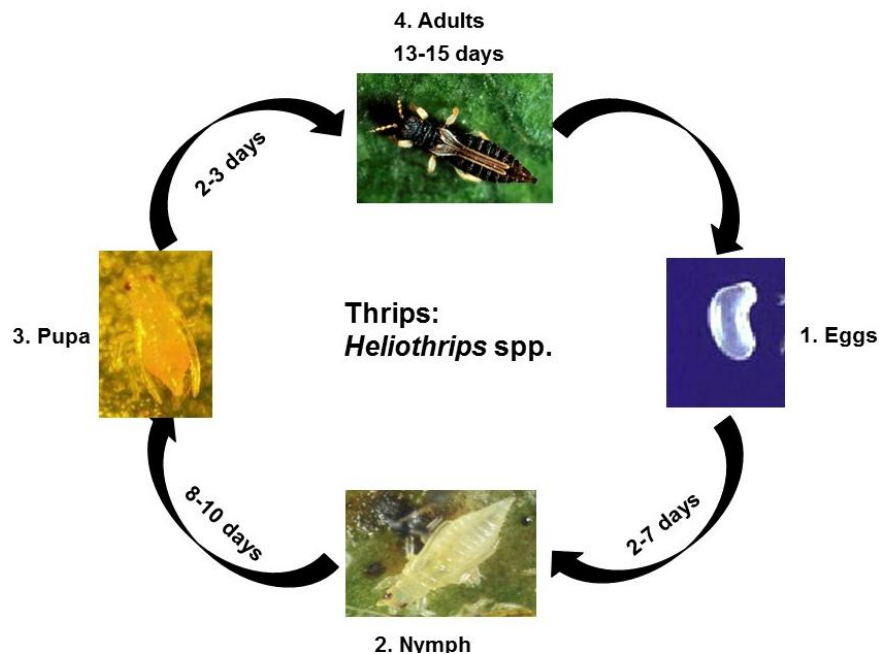 4. Adults
13-15 days
2-3 days
Thrips:
Heliothrips spp.
3. Pupa
1. Eggs
8-10 days
2-7 days
2. Nymph